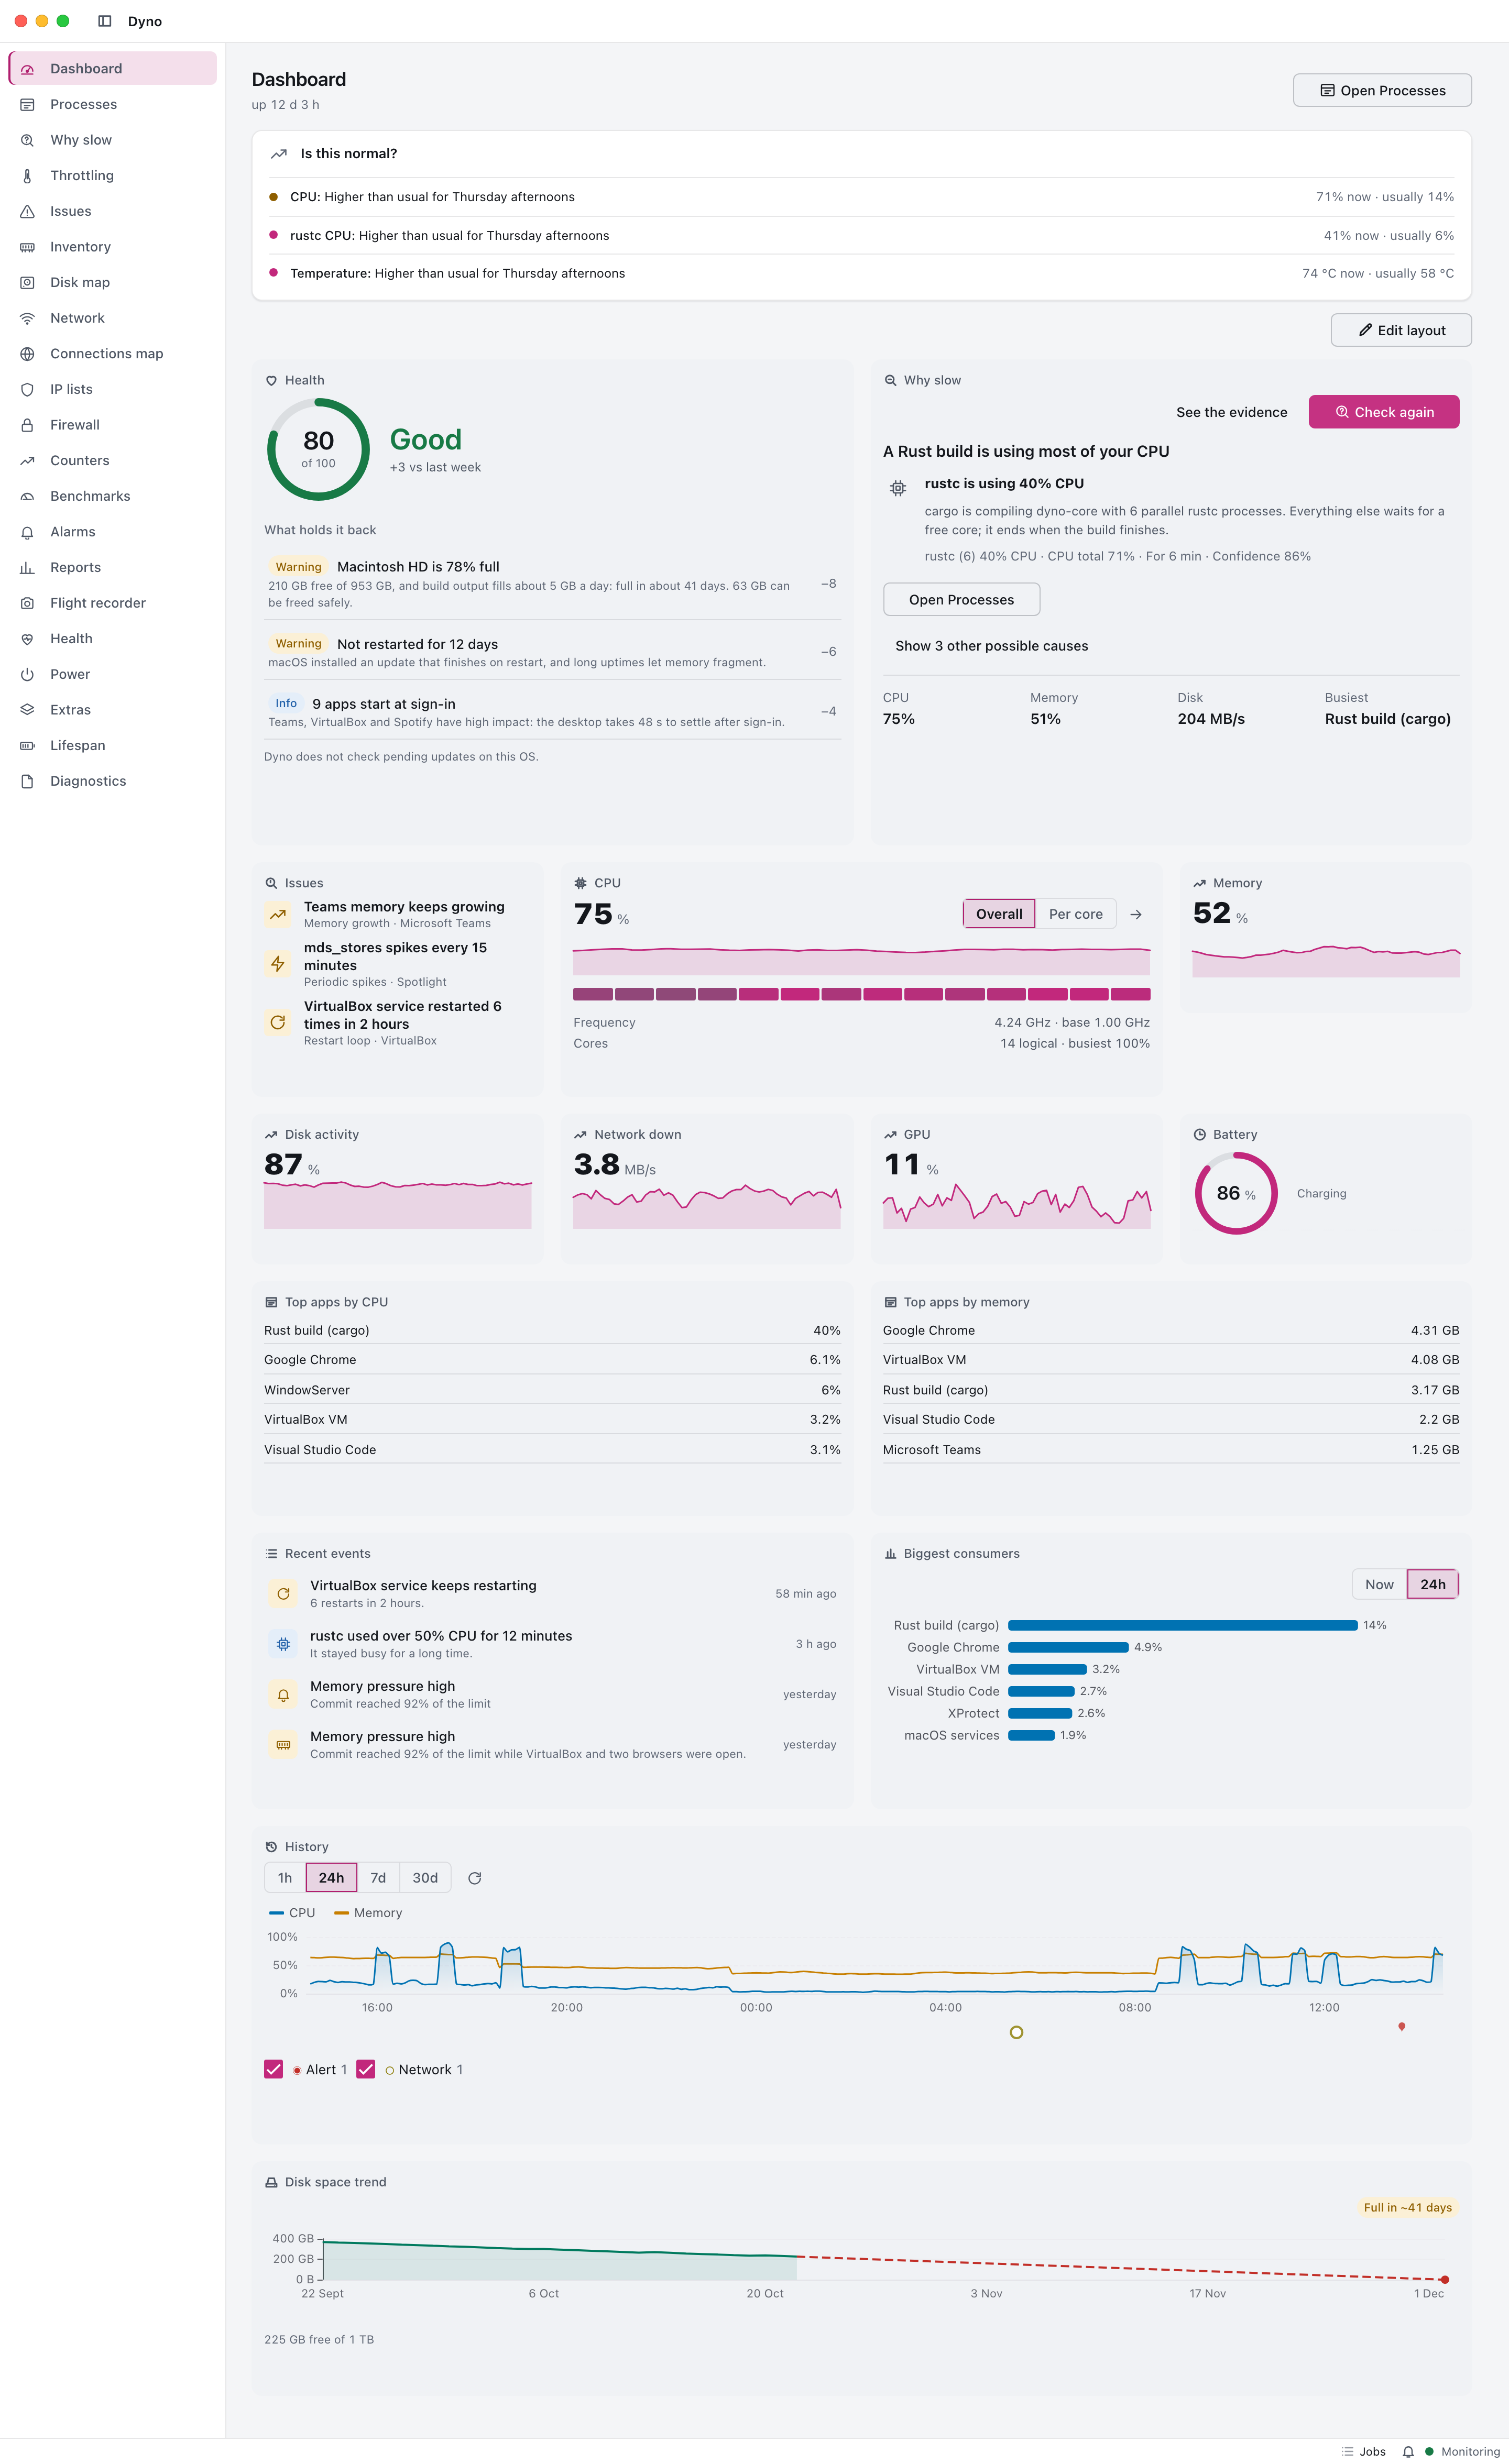 Dyno
Dashboard
Processes
Why slow
Throttling
Issues
Inventory
Disk map
Network
Connections map
IP lists
Firewall
Counters
Benchmarks
Alarms
Reports
Flight recorder
Health
Power
Extras
Lifespan
Diagnostics
Dashboard
up 12 d 3 h
Open Processes
Is this normal?
CPU: Higher than usual for Thursday afternoons
71% now · usually 14%
rustc CPU: Higher than usual for Thursday afternoons
41% now · usually 6%
Temperature: Higher than usual for Thursday afternoons
74 °C now · usually 58 °C
Edit layout
Health
80
of 100
Good
+3 vs last week
What holds it back
Warning Macintosh HD is 78% full
210 GB free of 953 GB, and build output fills about 5 GB a day: full in about 41 days. 63 GB can
be freed safely.
−8
Warning Not restarted for 12 days
macOS installed an update that finishes on restart, and long uptimes let memory fragment.
−6
Info 9 apps start at sign-in
Teams, VirtualBox and Spotify have high impact: the desktop takes 48 s to settle after sign-in.
−4
Dyno does not check pending updates on this OS.
Why slow
See the evidence
Check again
A Rust build is using most of your CPU
rustc is using 40% CPU
cargo is compiling dyno-core with 6 parallel rustc processes. Everything else waits for a
free core; it ends when the build finishes.
rustc (6) 40% CPU · CPU total 71% · For 6 min · Confidence 86%
Open Processes
Show 3 other possible causes
CPU Memory Disk Busiest
75% 51% 204 MB/s Rust build (cargo)
Issues
Teams memory keeps growing
Memory growth · Microsoft Teams
mds_stores spikes every 15
minutes
Periodic spikes · Spotlight
VirtualBox service restarted 6
times in 2 hours
Restart loop · VirtualBox
CPU
75 %
Overall Per core
Frequency 4.24 GHz · base 1.00 GHz
Cores 14 logical · busiest 100%
Memory
52 %
Disk activity
87 %
Network down
3.8 MB/s
GPU
11 %
Battery
86 %
Charging
Top apps by CPU
Rust build (cargo) 40%
Google Chrome 6.1%
WindowServer 6%
VirtualBox VM 3.2%
Visual Studio Code 3.1%
Top apps by memory
Google Chrome 4.31 GB
VirtualBox VM 4.08 GB
Rust build (cargo) 3.17 GB
Visual Studio Code 2.2 GB
Microsoft Teams 1.25 GB
Recent events
VirtualBox service keeps restarting
6 restarts in 2 hours.
58 min ago
rustc used over 50% CPU for 12 minutes
It stayed busy for a long time.
3 h ago
Memory pressure high
Commit reached 92% of the limit
yesterday
Memory pressure high
Commit reached 92% of the limit while VirtualBox and two browsers were open.
yesterday
Biggest consumers
Now 24h
Rust build (cargo) 14%
Google Chrome 4.9%
VirtualBox VM 3.2%
Visual Studio Code 2.7%
XProtect 2.6%
macOS services 1.9%
History
1h 24h 7d 30d
CPU Memory
100%
50%
0%
16:00 20:00 00:00 04:00 08:00 12:00
Alert 1 Network 1
Disk space trend
Full in ~41 days
400 GB
200 GB
0 B
22 Sept 6 Oct 20 Oct 3 Nov 17 Nov 1 Dec
225 GB free of 1 TB
Jobs Monitoring